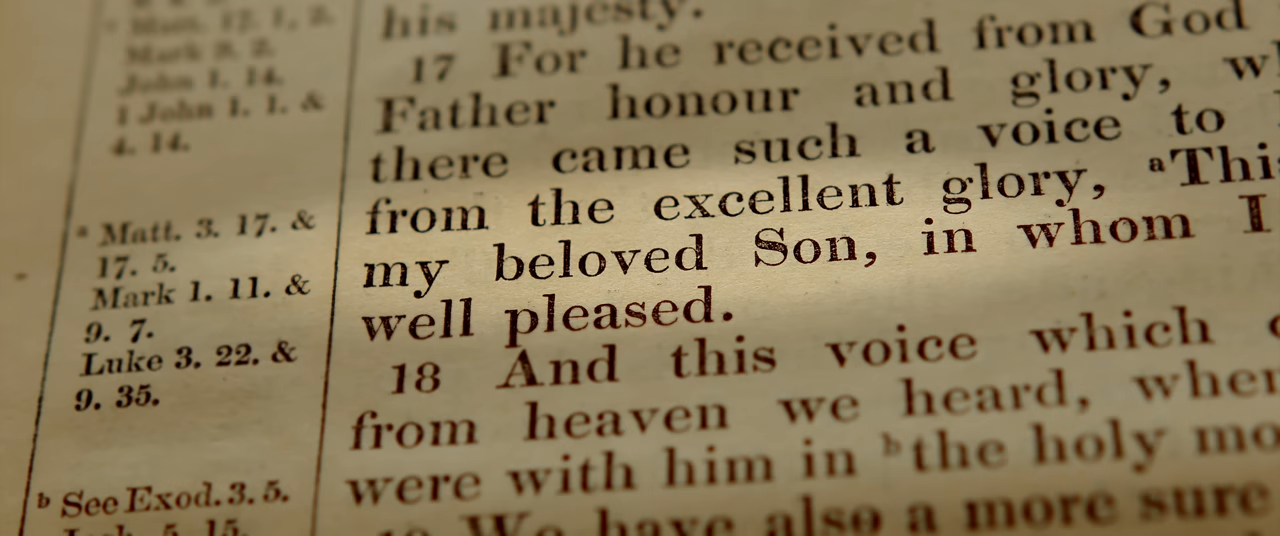 Matt. 17. 1, 2.
Mark 9. 2.
John 1. 14.
1 John 1. 1. &
4. 14.
a Matt. 3. 17. &
17. 5.
Mark 1. 11. &
9. 7.
Luke 3. 22. &
9. 35.
b See Exod. 3. 5.
5. 15.
his majesty.
17 For he received from God
Father honour and glory,
there came such a voice to
from the excellent glory, aThis
my beloved Son, in whom I
well pleased.
18 And this voice which
from heaven we heard, when
were with him in bthe holy
19 We have also a more sure